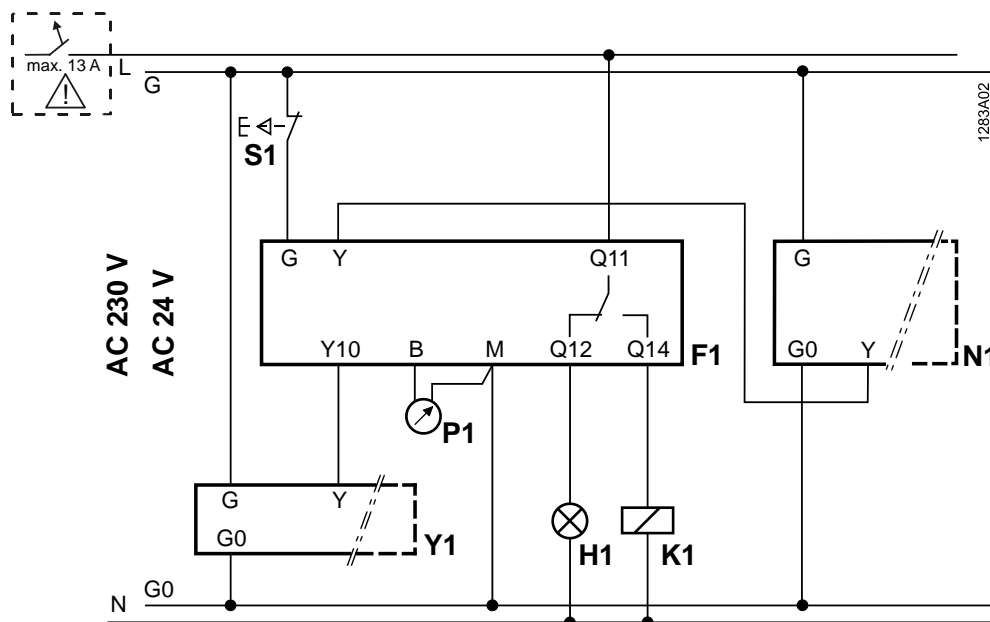 max. 13 A
L
G
1283A02
S1
G Y Q11
G
AC 230 V
AC 24 V
Y10 B M Q12 Q14
F1
G0 Y
N1
P1
G Y
G0
Y1
H1
K1
G0
N